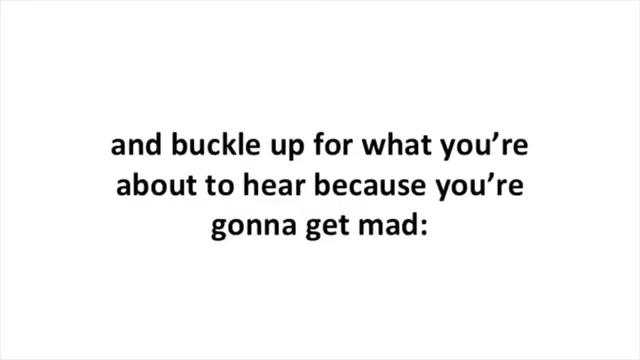 and buckle up for what you’re
about to hear because you’re
gonna get mad: